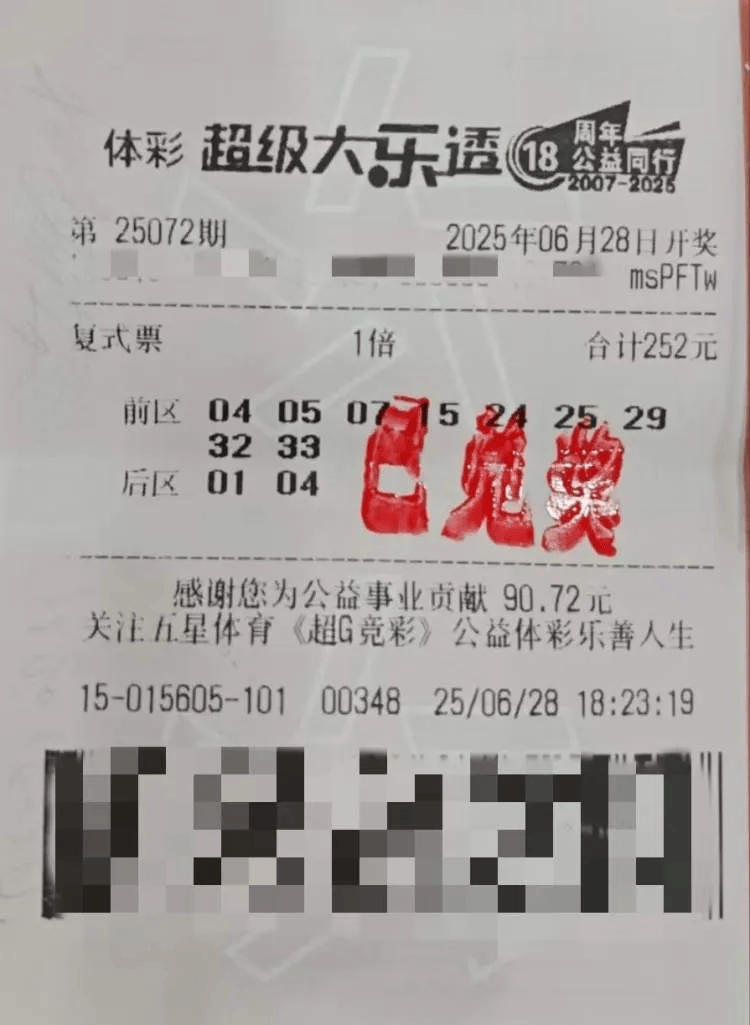 体彩 超级大乐透 18 周年 公益同行 2007-2025
第 25072期 2025年06月28日开奖
msPFTw
复式票 1倍 合计252元
前区 04 05 07 15 24 25 29
32 33
后区 01 04
已兑奖
感谢您为公益事业贡献 90.72元
关注五星体育《超G竞彩》公益体彩乐善人生
15-015605-101 00348 25/06/28 18:23:19